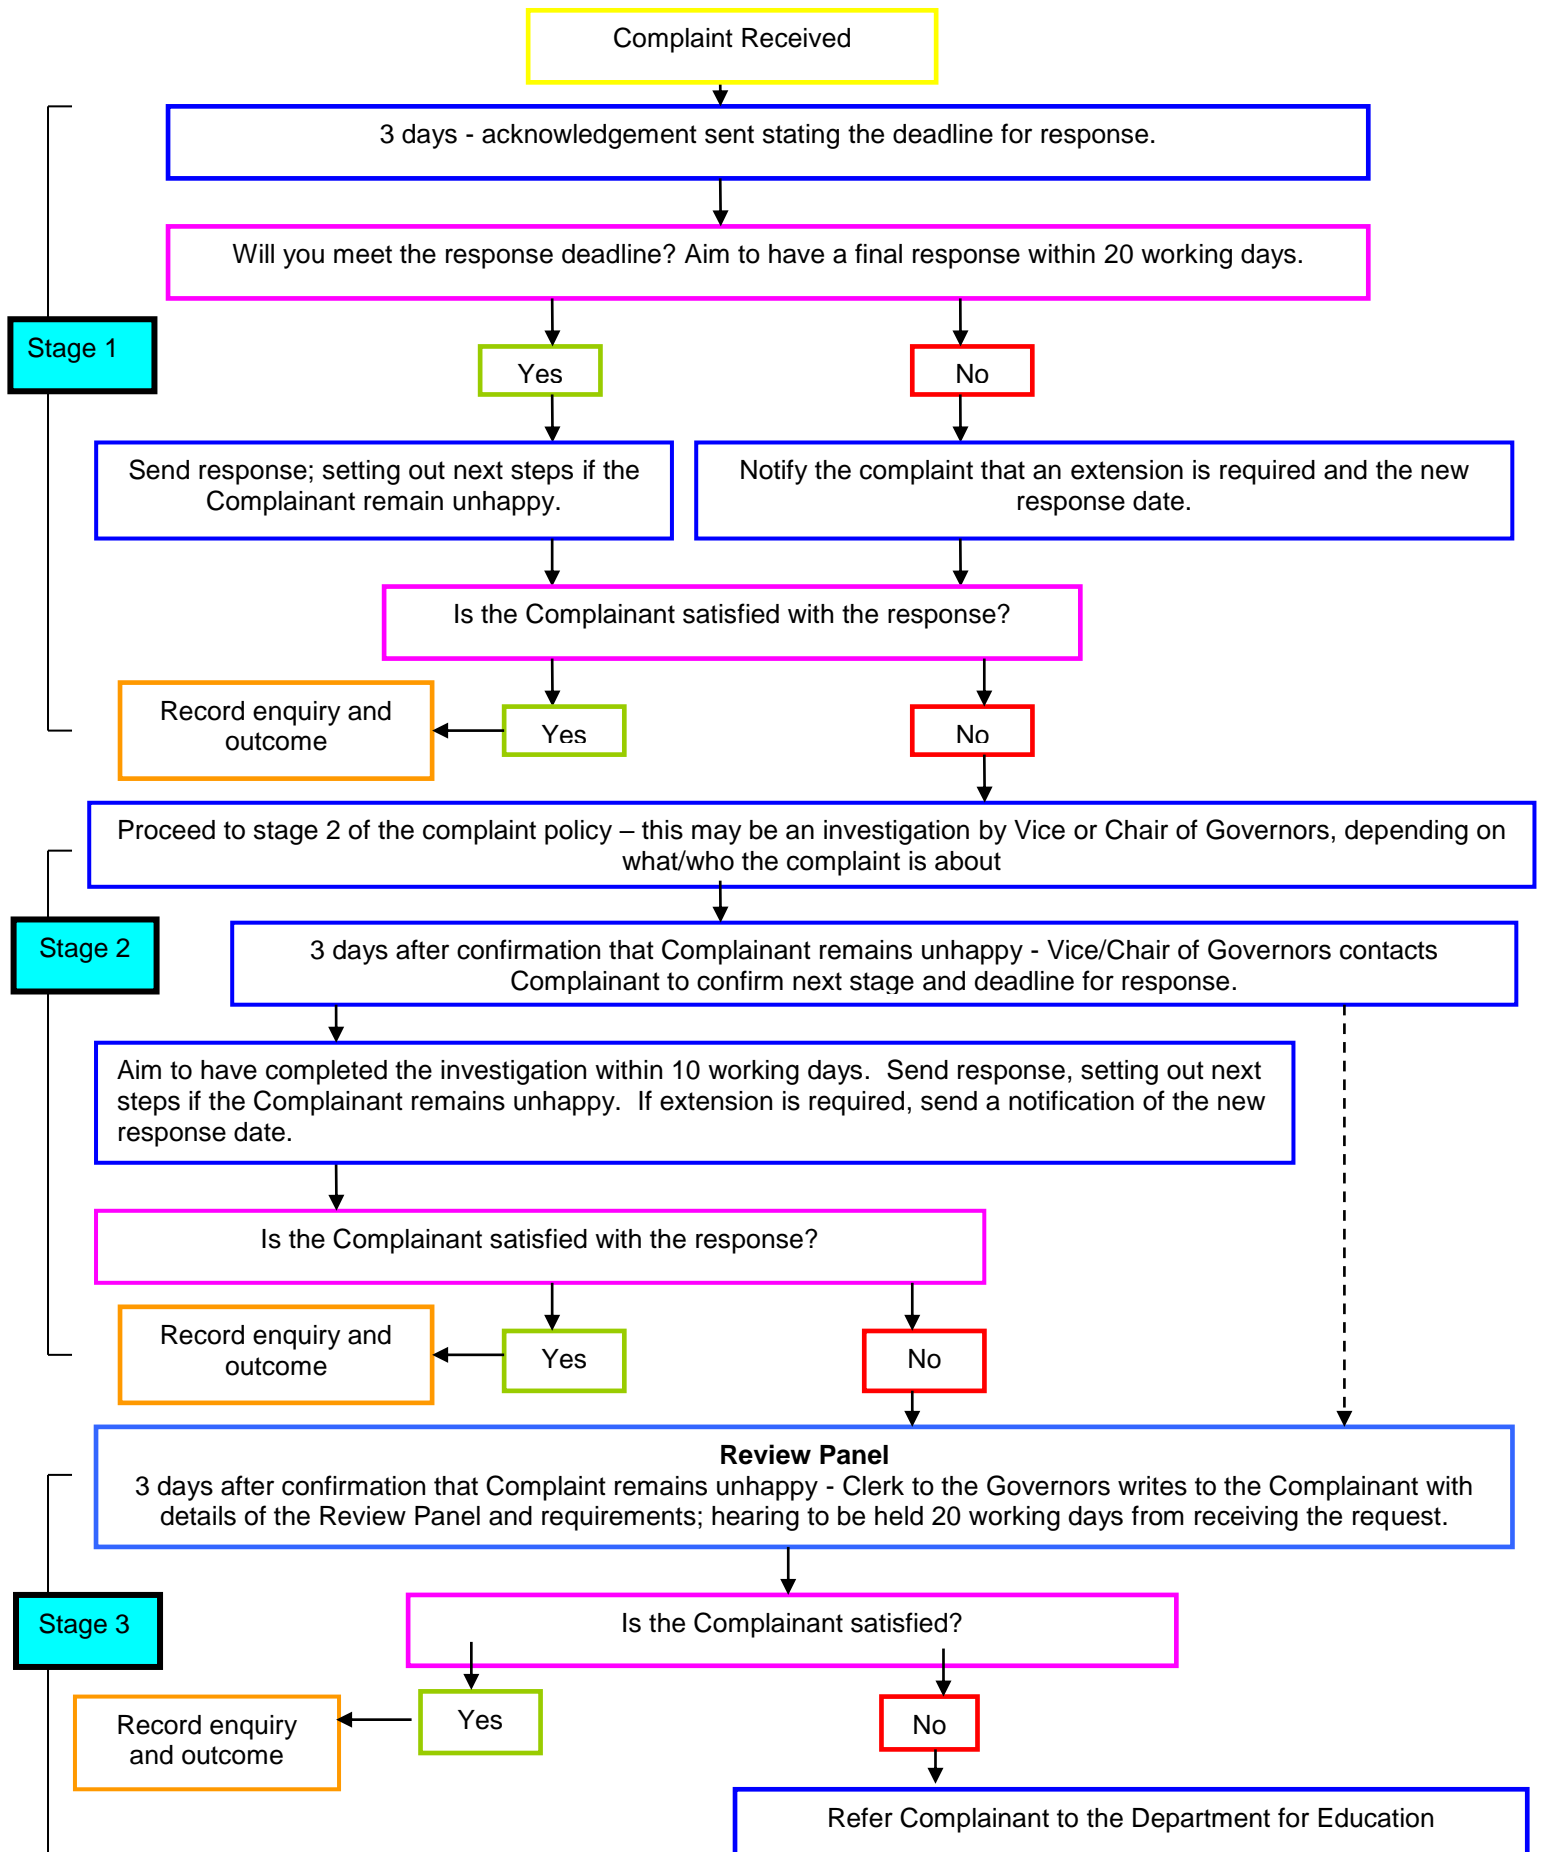 Complaint Received
3 days - acknowledgement sent stating the deadline for response.
Will you meet the response deadline? Aim to have a final response within 20 working days.
Stage 1
Yes
No
Send response; setting out next steps if the
Complainant remain unhappy.
Notify the complaint that an extension is required and the new
response date.
Is the Complainant satisfied with the response?
Record enquiry and
outcome
Yes
No
Proceed to stage 2 of the complaint policy – this may be an investigation by Vice or Chair of Governors, depending on
what/who the complaint is about
Stage 2
3 days after confirmation that Complainant remains unhappy - Vice/Chair of Governors contacts
Complainant to confirm next stage and deadline for response.
Aim to have completed the investigation within 10 working days.  Send response, setting out next
steps if the Complainant remains unhappy.  If extension is required, send a notification of the new
response date.
Is the Complainant satisfied with the response?
Record enquiry and
outcome
Yes
No
Review Panel
3 days after confirmation that Complaint remains unhappy - Clerk to the Governors writes to the Complainant with
details of the Review Panel and requirements; hearing to be held 20 working days from receiving the request.
Stage 3
Is the Complainant satisfied?
Record enquiry
and outcome
Yes
No
Refer Complainant to the Department for Education